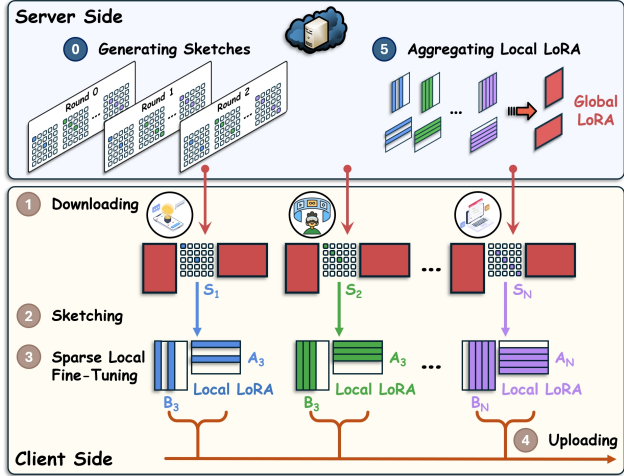 Server Side
0 Generating Sketches
Round 0
Round 1
Round 2
...
...
...
5 Aggregating Local LoRA
...
Global
LoRA
1 Downloading
...
S1
S2
SN
2 Sketching
3 Sparse Local
Fine-Tuning
A3
Local LoRA
B3
A3
Local LoRA
B3
...
AN
Local LoRA
BN
4 Uploading
Client Side